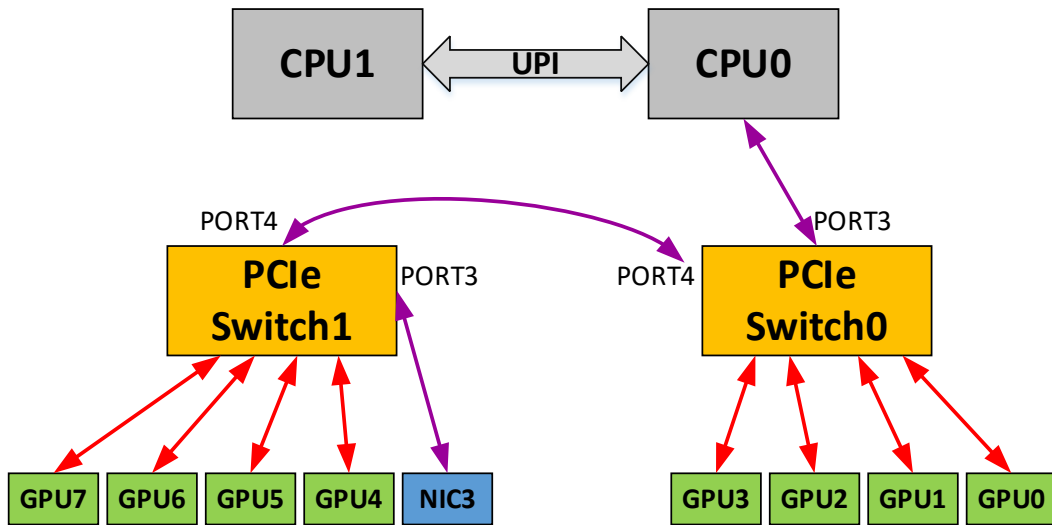 CPU1
UPI
CPU0
PORT4
PORT3
PCIe
Switch1
PORT3
PORT4
PCIe
Switch0
GPU7
GPU6
GPU5
GPU4
NIC3
GPU3
GPU2
GPU1
GPU0